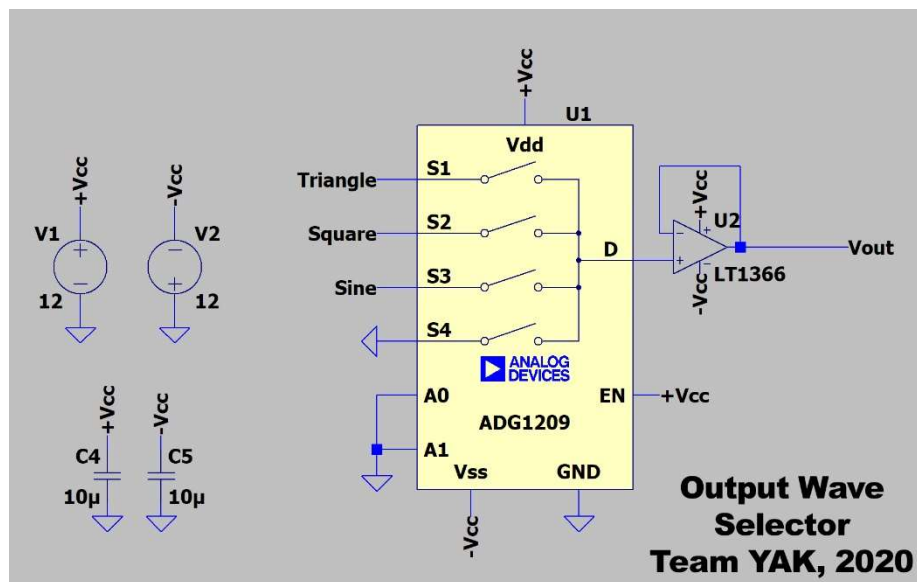 +Vcc
U1
Vdd
+Vcc
-Vcc
V1
12
V2
12
Triangle
S1
Square
S2
Sine
S3
S4
D
+Vcc
U2
LT1366
-Vcc
Vout
ANALOG
DEVICES
A0
EN
+Vcc
ADG1209
A1
Vss
GND
-Vcc
+Vcc
C4
10µ
-Vcc
C5
10µ
Output Wave
Selector
Team YAK, 2020